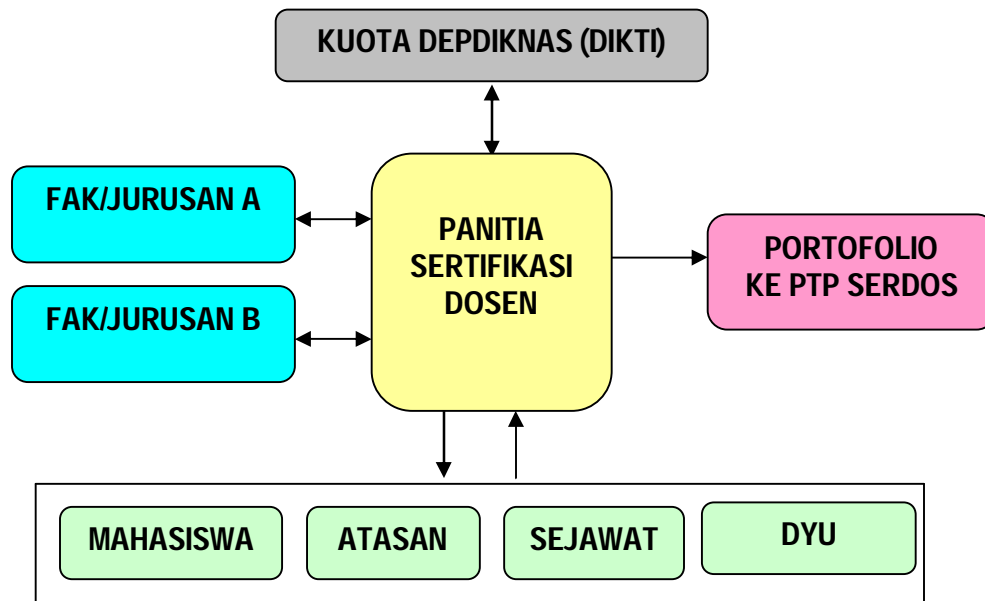 KUOTA DEPDIKNAS (DIKTI)
FAK/JURUSAN A
FAK/JURUSAN B
PANITIA
SERTIFIKASI
DOSEN
PORTOFOLIO
KE PTP SERDOS
MAHASISWA
ATASAN
SEJAWAT
DYU